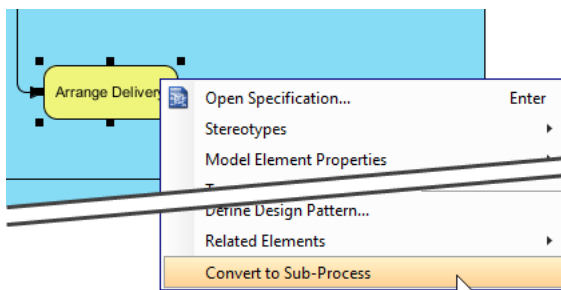 Arrange Delivery
Open Specification... Enter
Stereotypes
Model Element Properties
Define Design Pattern...
Related Elements
Convert to Sub-Process